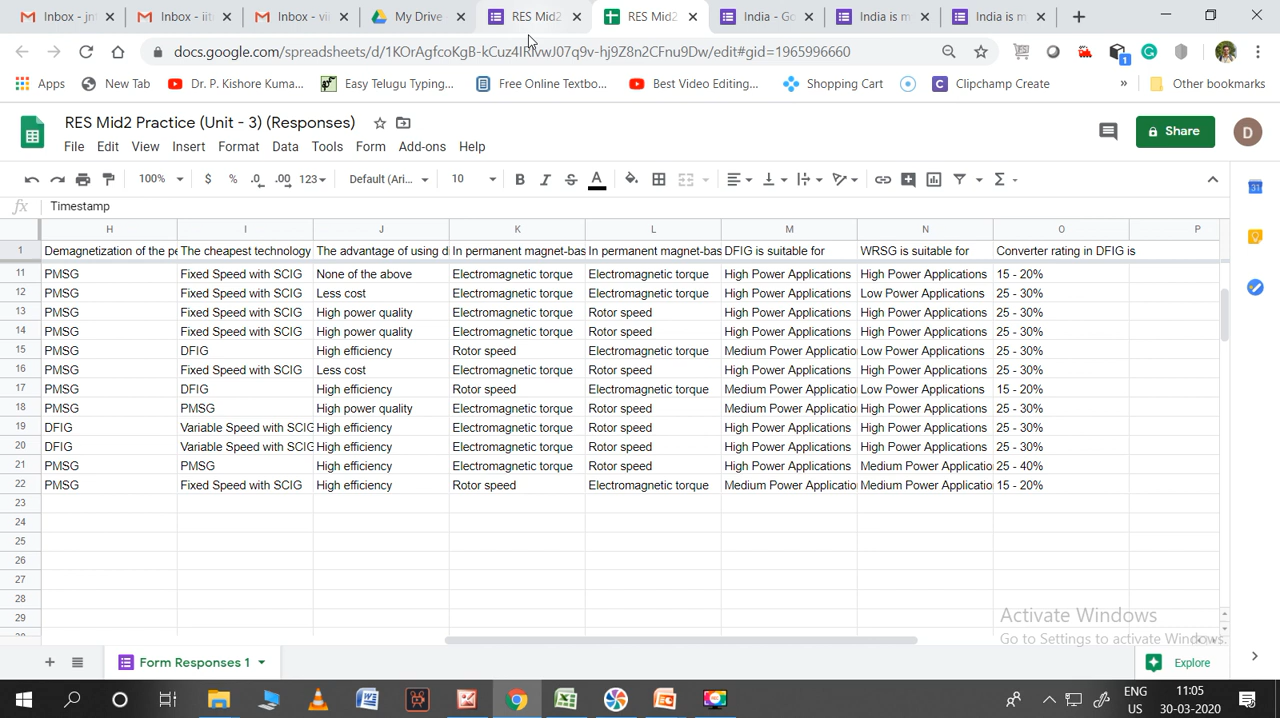 Inbox - jn Inbox - iit Inbox - vi My Drive RES Mid2 RES Mid2 India - Go India is m India is m
docs.google.com/spreadsheets/d/
Apps New Tab Dr. P. Kishore Kuma... Easy Telugu Typing... Free Online Textbo... Best Video Editing... Shopping Cart Clipchamp Create » Other bookmarks
RES Mid2 Practice (Unit - 3) (Responses)
File Edit View Insert Format Data Tools Form Add-ons Help
Share D
100% $ % .0 .00 123 Default (Ari... 10 B I S A
fx Timestamp
H I J K L M N O P
1 Demagnetization of the pe The cheapest technology The advantage of using d In permanent magnet-bas In permanent magnet-bas DFIG is suitable for WRSG is suitable for Converter rating in DFIG is
11 PMSG Fixed Speed with SCIG None of the above Electromagnetic torque Electromagnetic torque High Power Applications High Power Applications 15 - 20%
12 PMSG Fixed Speed with SCIG Less cost Electromagnetic torque Electromagnetic torque High Power Applications Low Power Applications 25 - 30%
13 PMSG Fixed Speed with SCIG High power quality Electromagnetic torque Rotor speed High Power Applications High Power Applications 25 - 30%
14 PMSG Fixed Speed with SCIG High power quality Electromagnetic torque Rotor speed High Power Applications High Power Applications 25 - 30%
15 PMSG DFIG High efficiency Rotor speed Electromagnetic torque Medium Power Applicatio Low Power Applications 25 - 30%
16 PMSG Fixed Speed with SCIG Less cost Electromagnetic torque Rotor speed High Power Applications High Power Applications 25 - 30%
17 PMSG DFIG High efficiency Rotor speed Electromagnetic torque Medium Power Applicatio Low Power Applications 15 - 20%
18 PMSG PMSG High power quality Electromagnetic torque Rotor speed Medium Power Applicatio High Power Applications 25 - 30%
19 DFIG Variable Speed with SCIG High efficiency Electromagnetic torque Rotor speed High Power Applications High Power Applications 25 - 30%
20 DFIG Variable Speed with SCIG High efficiency Electromagnetic torque Rotor speed High Power Applications High Power Applications 25 - 30%
21 PMSG PMSG High efficiency Electromagnetic torque Rotor speed High Power Applications Medium Power Applicatio 25 - 40%
22 PMSG Fixed Speed with SCIG High efficiency Rotor speed Electromagnetic torque Medium Power Applicatio Medium Power Applicatio 15 - 20%
23
24
25
26
27
28
29
Activate Windows
Go to Settings to activate Windows.
Form Responses 1 Explore
ENG 11:05
US 30-03-2020